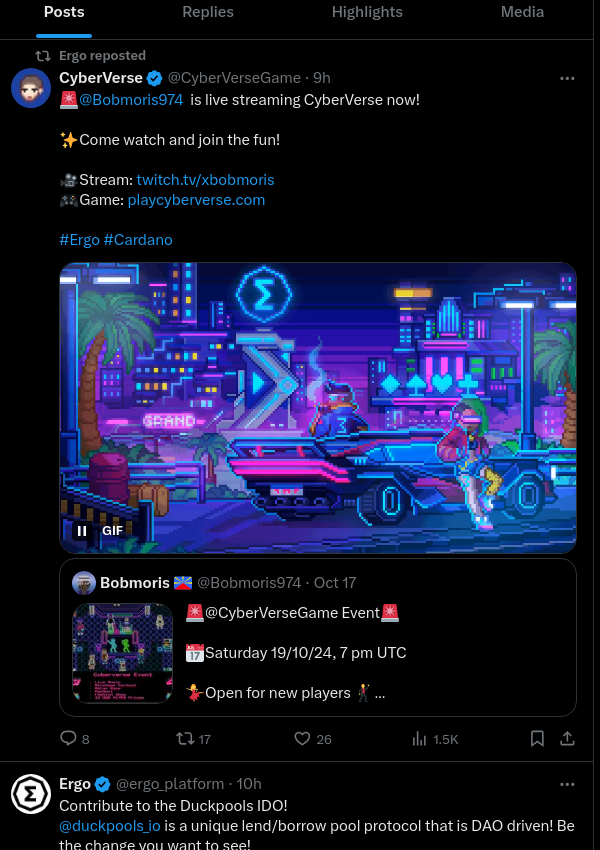 Posts Replies Highlights Media
Ergo reposted
CyberVerse @CyberVerseGame · 9h
🚨@Bobmoris974 is live streaming CyberVerse now!
✨Come watch and join the fun!
🎥Stream: twitch.tv/xbobmoris
🎮Game: playcyberverse.com
#Ergo #Cardano
Σ
GRAND
GIF
Bobmoris @Bobmoris974 · Oct 17
🚨@CyberVerseGame Event🚨
Cyberverse Event
📅Saturday 19/10/24, 7 pm UTC
💃Open for new players 🕺...
8 17 26 1.5K
Ergo @ergo_platform · 10h
Σ
Contribute to the Duckpools IDO!
@duckpools_io is a unique lend/borrow pool protocol that is DAO driven! Be
the change you want to see!